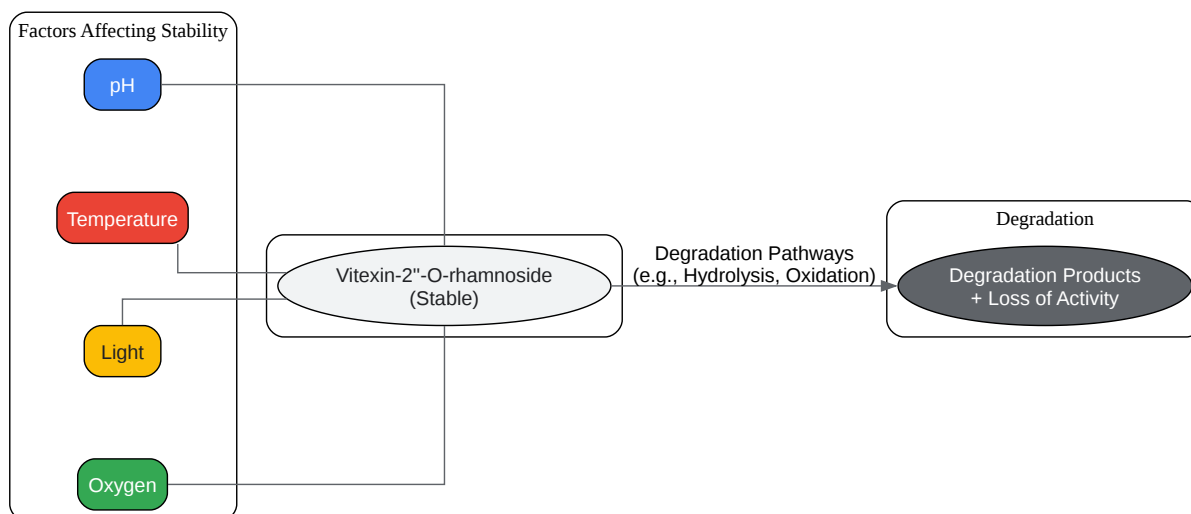 Factors Affecting Stability
pH
Temperature
Light
Oxygen
Vitexin-2"-O-rhamnoside
(Stable)
Degradation Pathways
(e.g., Hydrolysis, Oxidation)
Degradation
Degradation Products
+ Loss of Activity